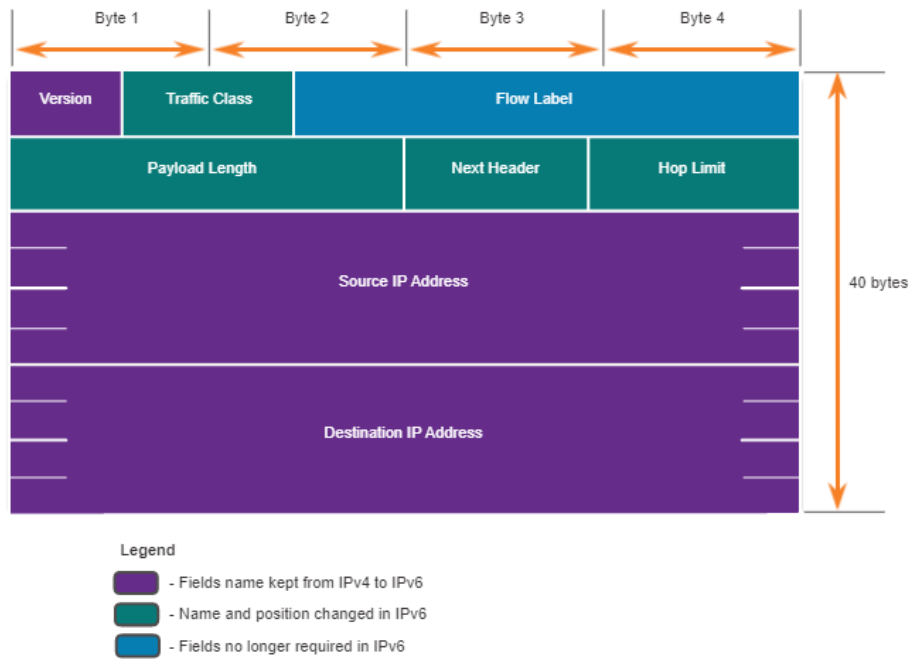 Byte 1 Byte 2 Byte 3 Byte 4
Version Traffic Class Flow Label
Payload Length Next Header Hop Limit
Source IP Address
40 bytes
Destination IP Address
Legend
- Fields name kept from IPv4 to IPv6
- Name and position changed in IPv6
- Fields no longer required in IPv6